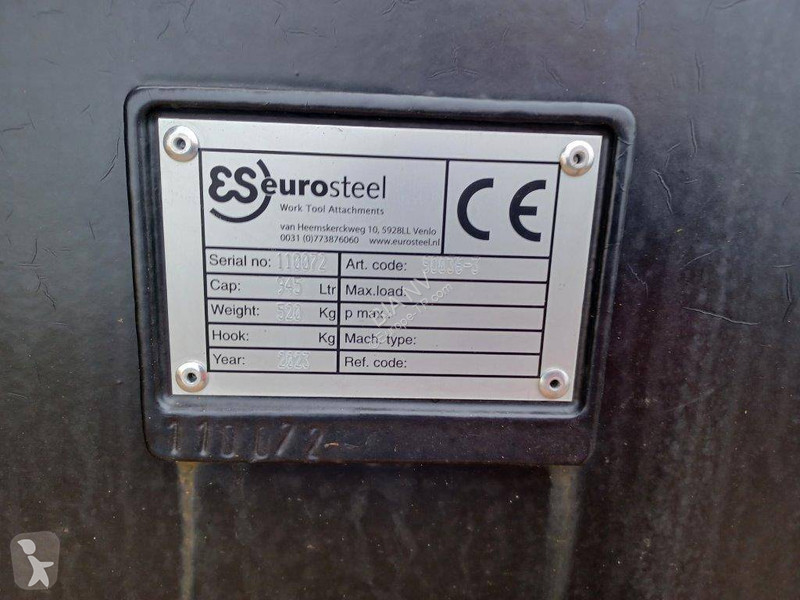 ES eurosteel
Work Tool Attachments
van Heemskerckweg 10, 5928LL Venlo
0031 (0)773876060 www.eurosteel.nl
CE
Serial no: 110072 Art. code:
Cap: 945 Ltr Max.load.
Weight: 520 Kg p max.
Hook: Kg Mach. type:
Year: 2023 Ref. code:
110072